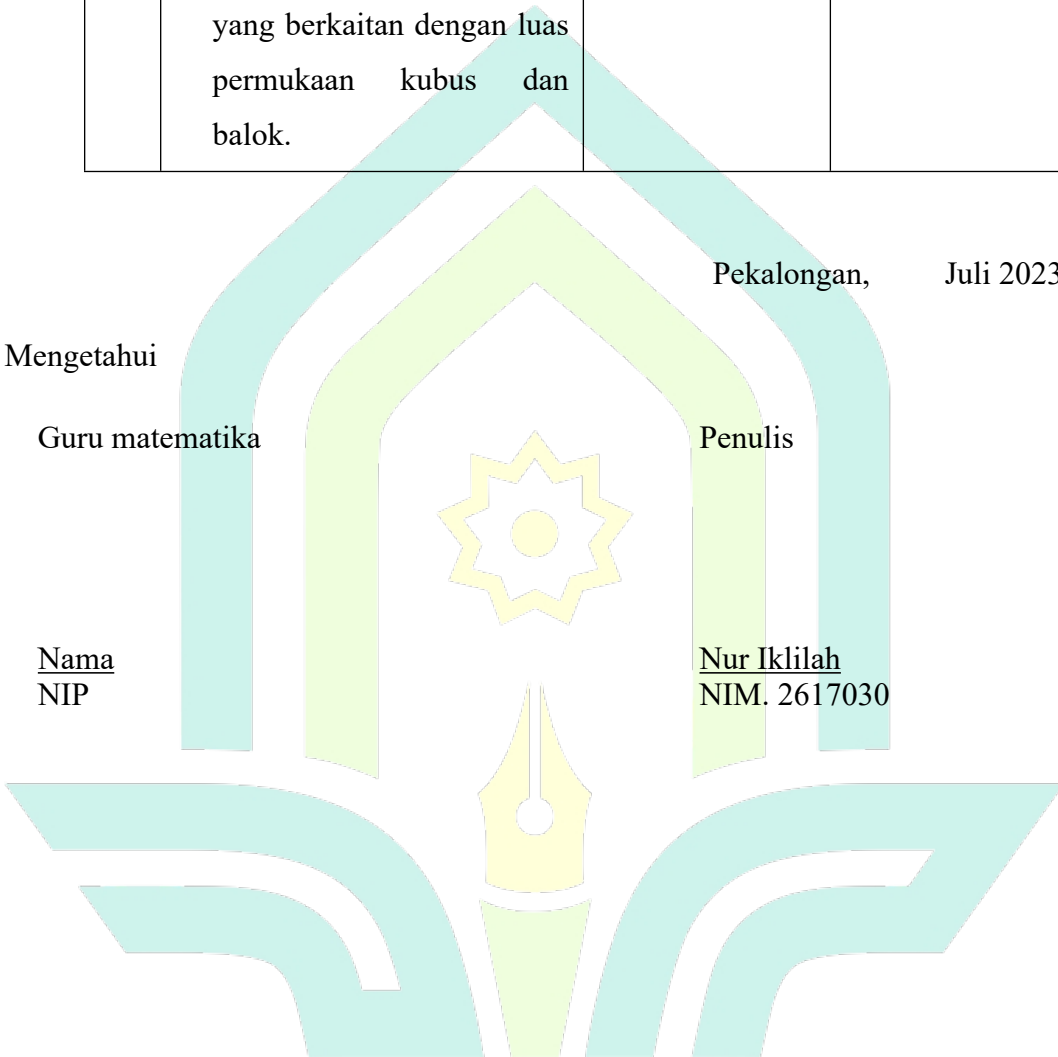 yang berkaitan dengan luas
permukaan kubus dan
balok.
Pekalongan, Juli 2023
Mengetahui
Guru matematika Penulis
Nama Nur Iklilah
NIP NIM. 2617030